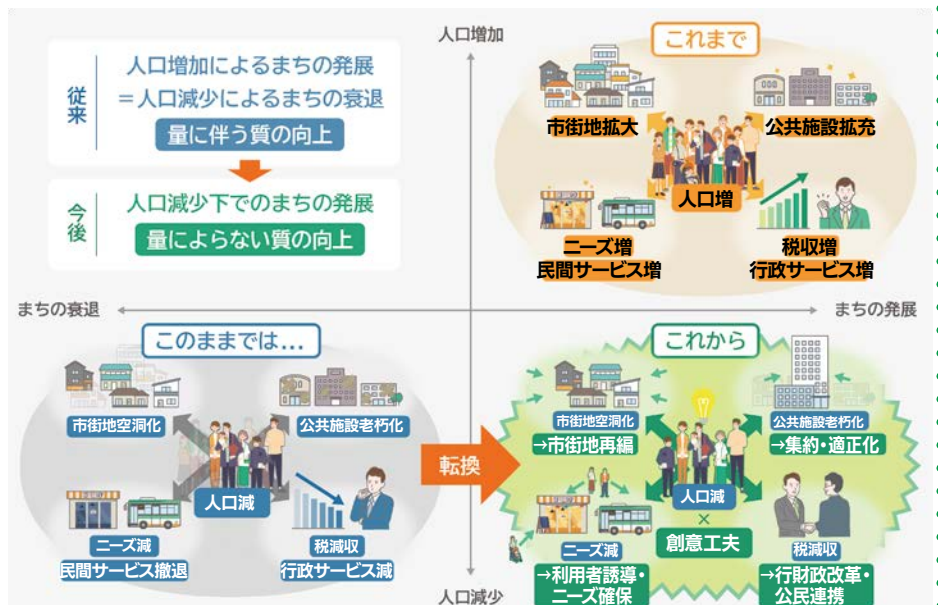 従来
人口増加によるまちの発展
＝人口減少によるまちの衰退
量に伴う質の向上
今後
人口減少下でのまちの発展
量によらない質の向上
人口増加
これまで
市街地拡大
公共施設拡充
人口増
ニーズ増
民間サービス増
税収増
行政サービス増
まちの衰退
まちの発展
このままでは…
市街地空洞化
公共施設老朽化
人口減
ニーズ減
民間サービス撤退
税減収
行政サービス減
転換
これから
市街地空洞化
→市街地再編
公共施設老朽化
→集約・適正化
人口減
×
創意工夫
ニーズ減
→利用者誘導・
ニーズ確保
税減収
→行財政改革・
公民連携
人口減少